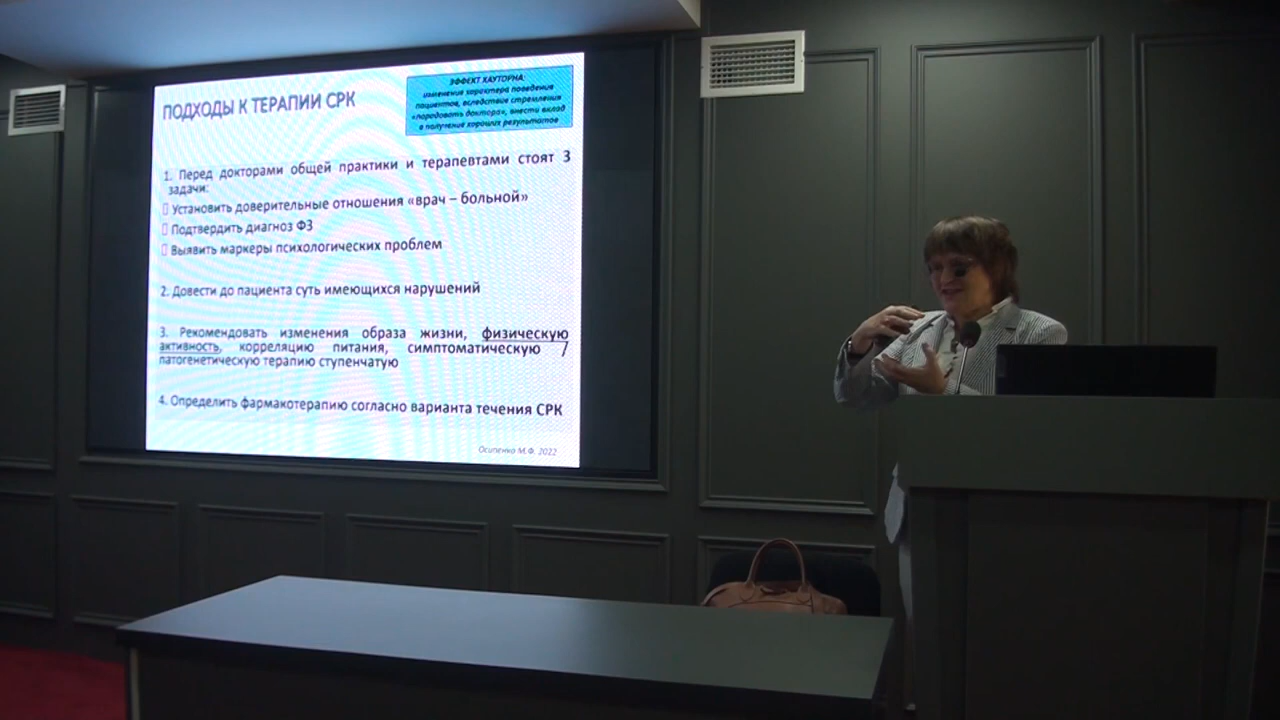 ПОДХОДЫ К ТЕРАПИИ СРК
ЭФФЕКТ ХАУТОРНА:
изменение характера поведения
пациентов, вследствие стремления
«порадовать доктора», внести вклад
в получение хороших результатов
1. Перед докторами общей практики и терапевтами стоят 3
задачи:
Установить доверительные отношения «врач – больной»
Подтвердить диагноз ФЗ
Выявить маркеры психологических проблем
2. Довести до пациента суть имеющихся нарушений
3. Рекомендовать изменения образа жизни, физическую
активность, корреляцию питания, симптоматическую /
патогенетическую терапию ступенчатую
4. Определить фармакотерапию согласно варианта течения СРК
Осипенко М.Ф. 2022